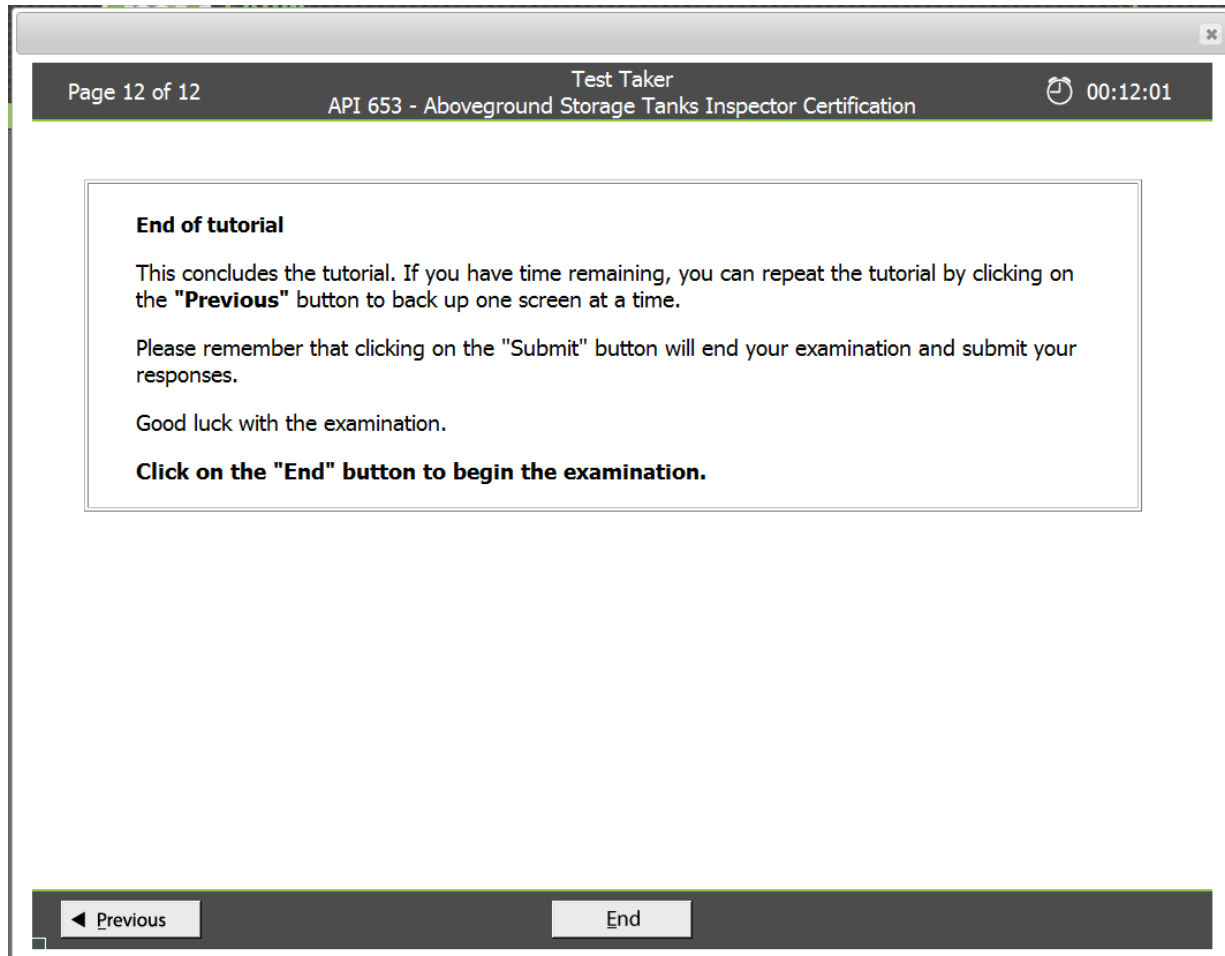 Page 12 of 12
Test Taker
API 653 - Aboveground Storage Tanks Inspector Certification
00:12:01
End of tutorial
This concludes the tutorial. If you have time remaining, you can repeat the tutorial by clicking on
the "Previous" button to back up one screen at a time.
Please remember that clicking on the "Submit" button will end your examination and submit your
responses.
Good luck with the examination.
Click on the "End" button to begin the examination.
Previous
End